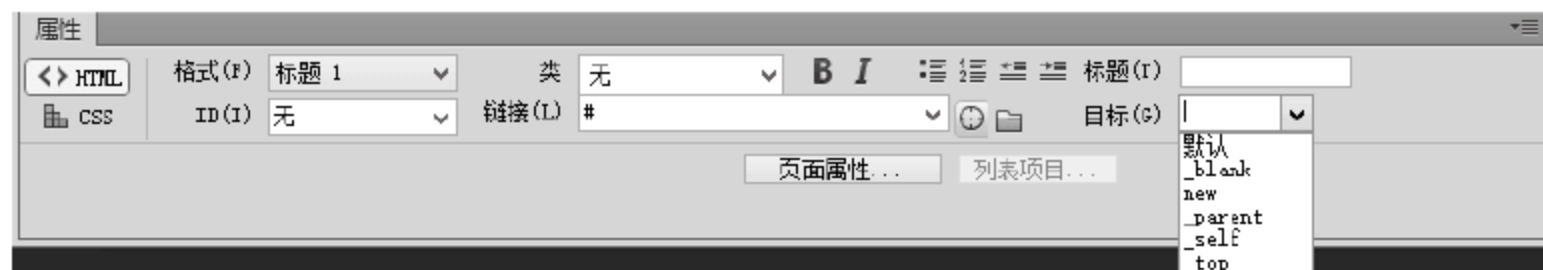 属性
<> HTML 格式(F) 标题 1 类 无 B I 标题(T)
CSS ID(I) 无 链接(L) # 目标(G)
默认
页面属性... 列表项目... _blank
new
_parent
_self
_top